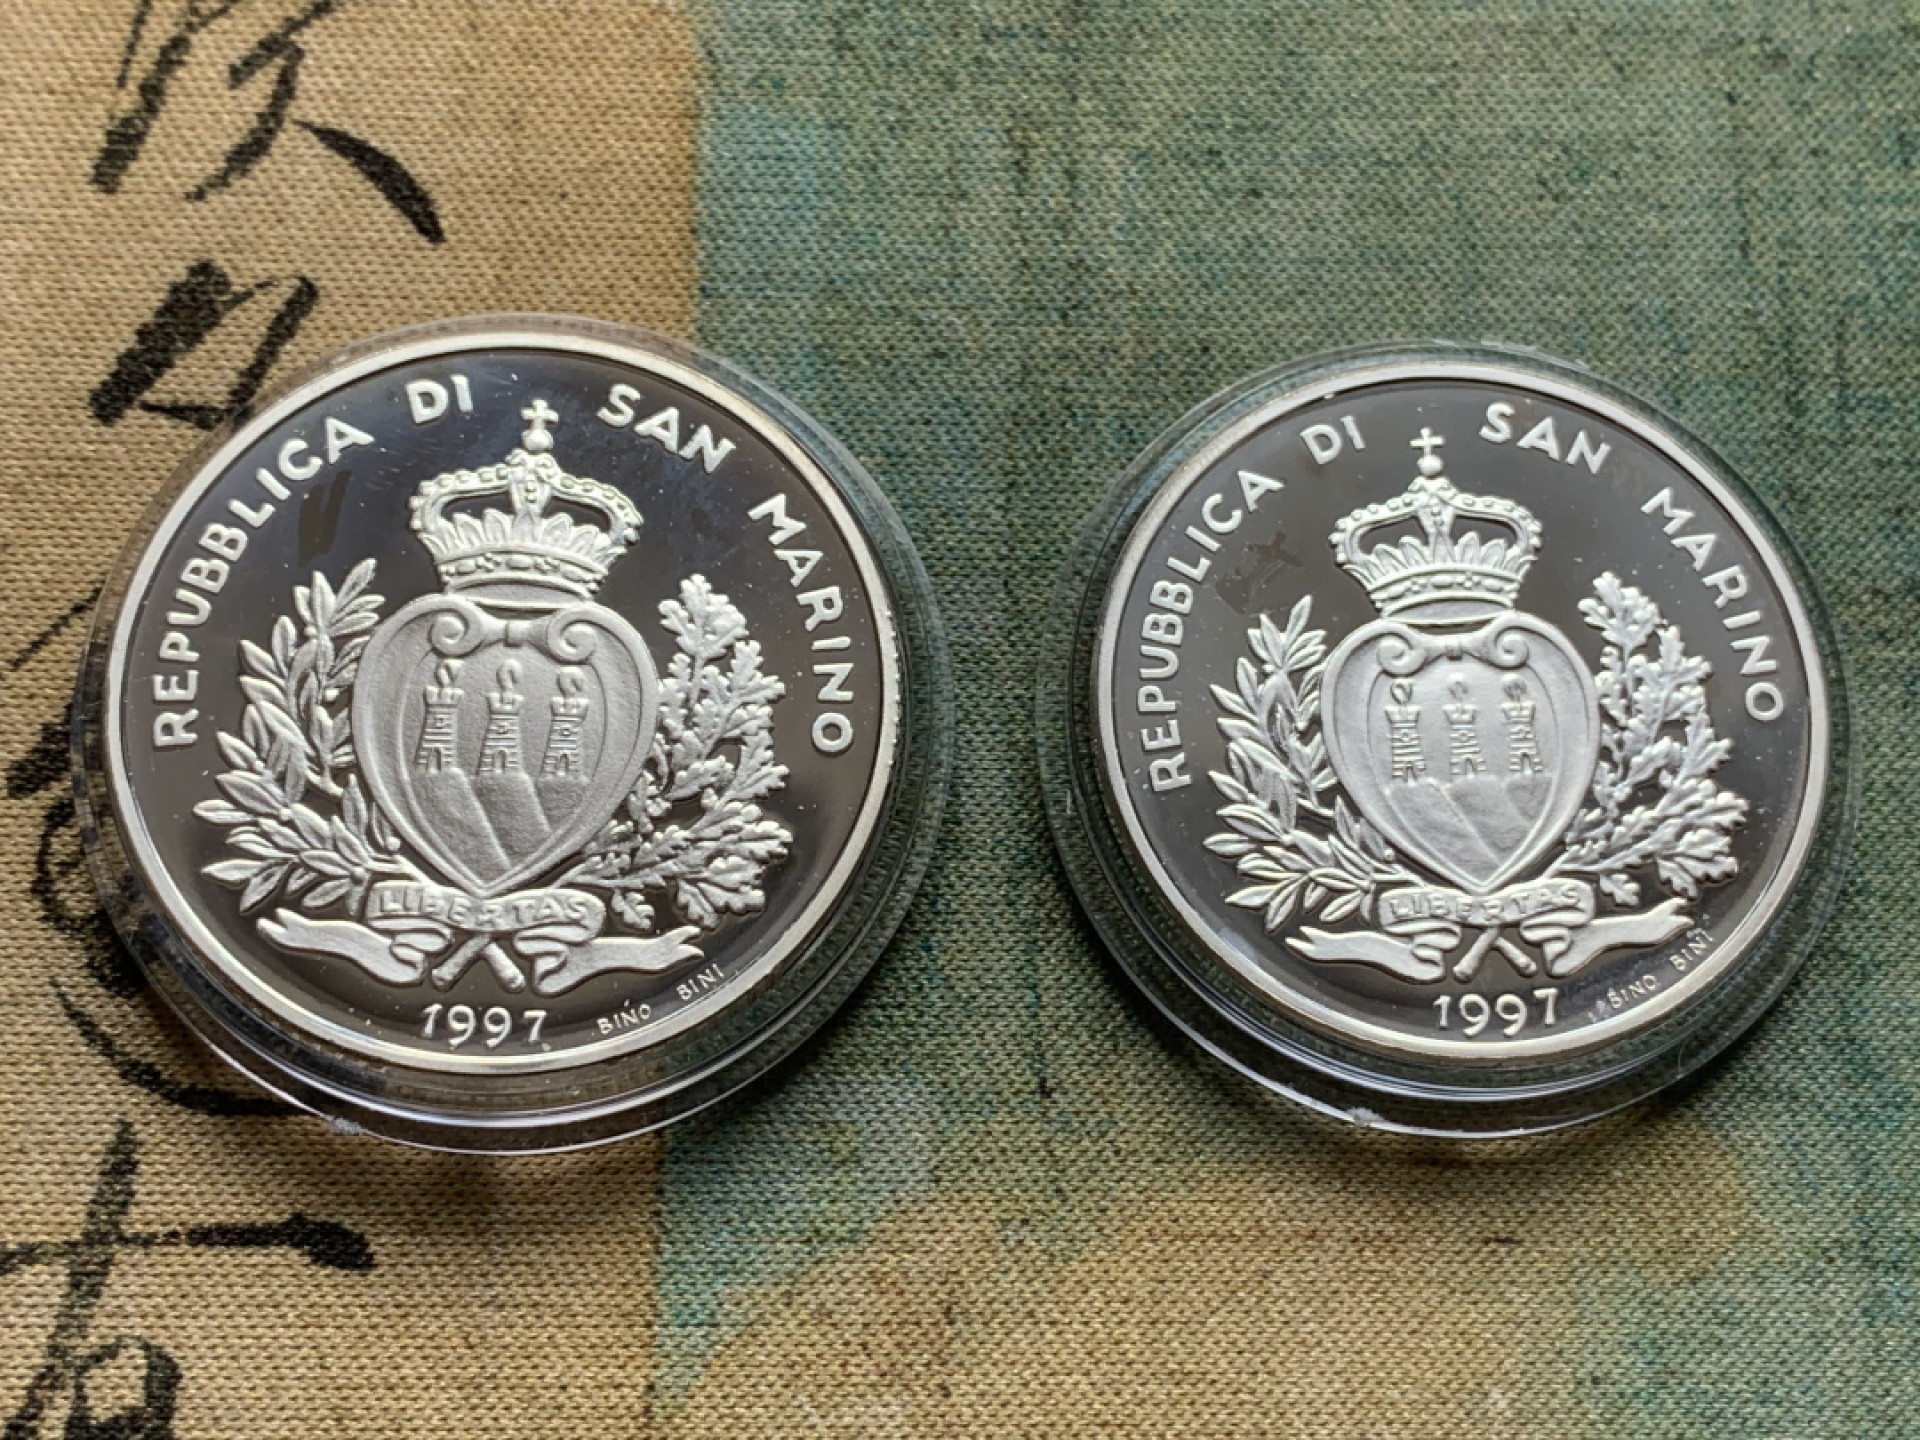 REPUBBLICA DI SAN MARINO
LIBERTAS
1997
BINO BINI
REPUBBLICA DI SAN MARINO
LIBERTAS
1997
BINO BINI